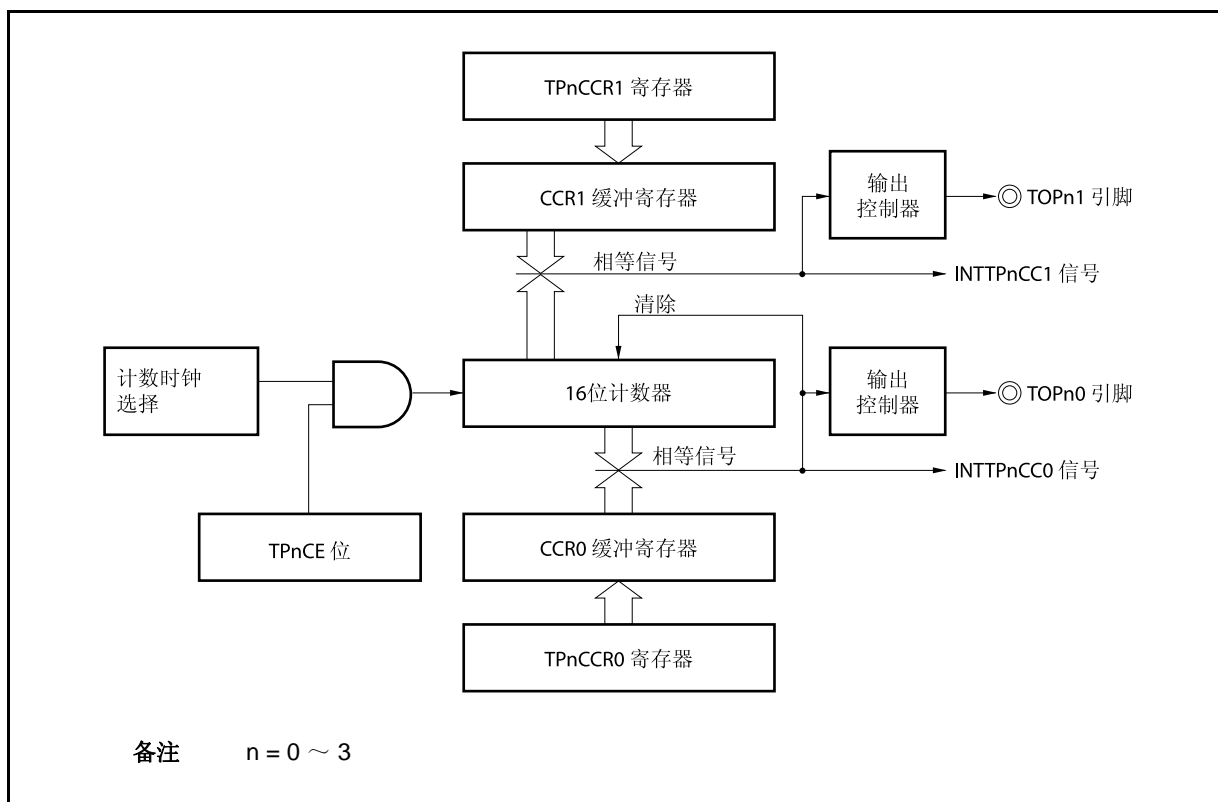 TPnCCR1 寄存器
CCR1 缓冲寄存器
输出
控制器
TOPn1 引脚
相等信号
INTTPnCC1 信号
清除
计数时钟
选择
16位计数器
输出
控制器
TOPn0 引脚
相等信号
INTTPnCC0 信号
TPnCE 位
CCR0 缓冲寄存器
TPnCCR0 寄存器
备注 n = 0 ～ 3